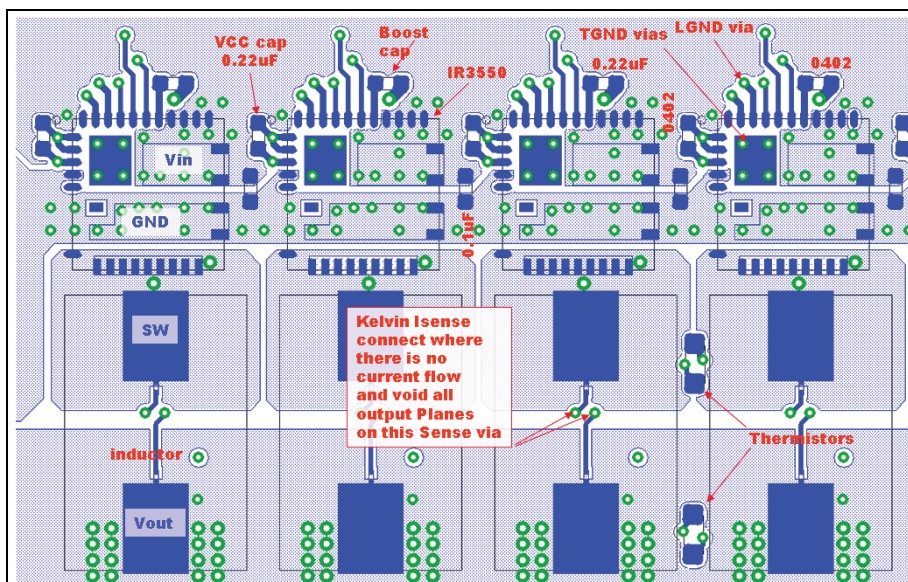 VCC cap
0.22uF
Boost
cap
IR3550
TGND vias
0.22uF
LGND via
0402
0402
Vin
GND
0.1uF
SW
Kelvin Isense
connect where
there is no
current flow
and void all
output Planes
on this Sense via
Thermistors
inductor
Vout